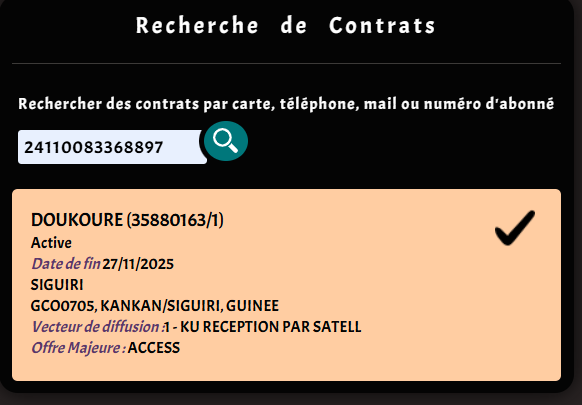 Recherche de Contrats
Rechercher des contrats par carte, téléphone, mail ou numéro d'abonné
24110083368897
DOUKOURE (35880163/1)
Active
Date de fin 27/11/2025
SIGUIRI
GCO0705, KANKAN/SIGUIRI, GUINEE
Vecteur de diffusion :1 - KU RECEPTION PAR SATELL
Offre Majeure : ACCESS